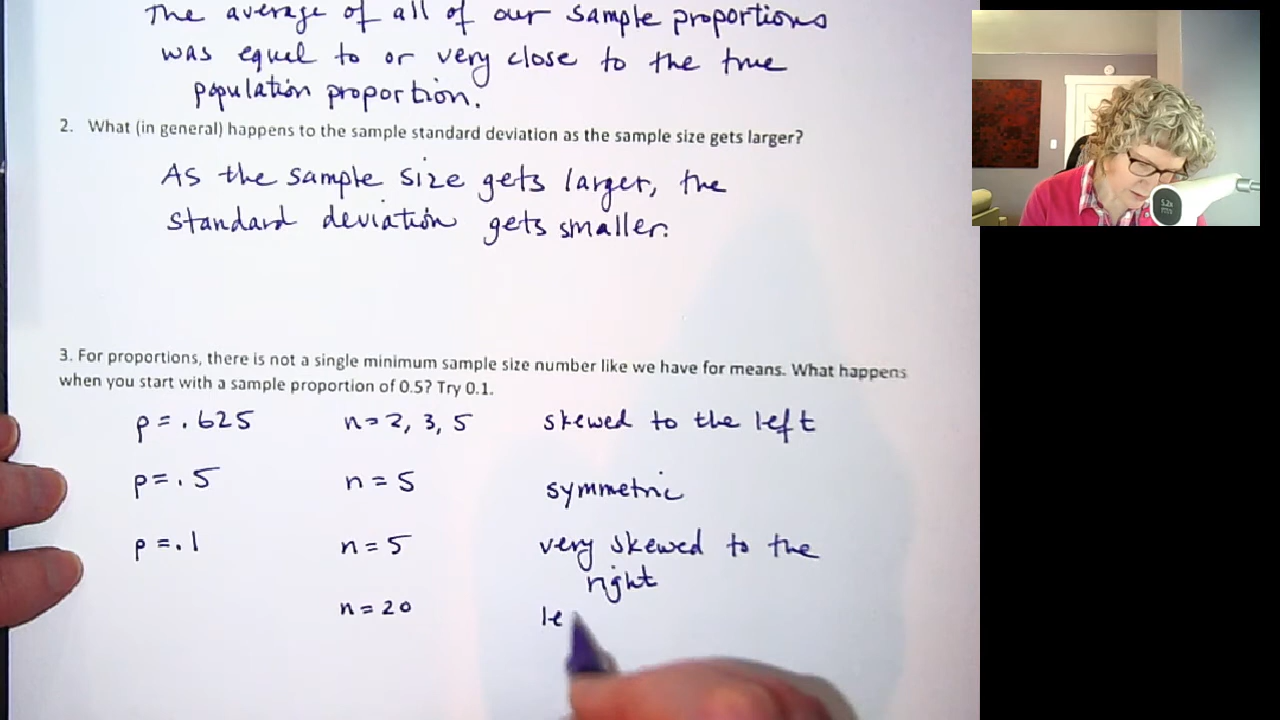 The average of all of our sample proportions
was equal to or very close to the true
population proportion.
2. What (in general) happens to the sample standard deviation as the sample size gets larger?
As the sample size gets larger, the
standard deviation gets smaller.
3. For proportions, there is not a single minimum sample size number like we have for means. What happens
when you start with a sample proportion of 0.5? Try 0.1.
p = .625 n = 2, 3, 5 skewed to the left
p = .5 n = 5 symmetric
p = .1 n = 5 very skewed to the
right
n = 20 le